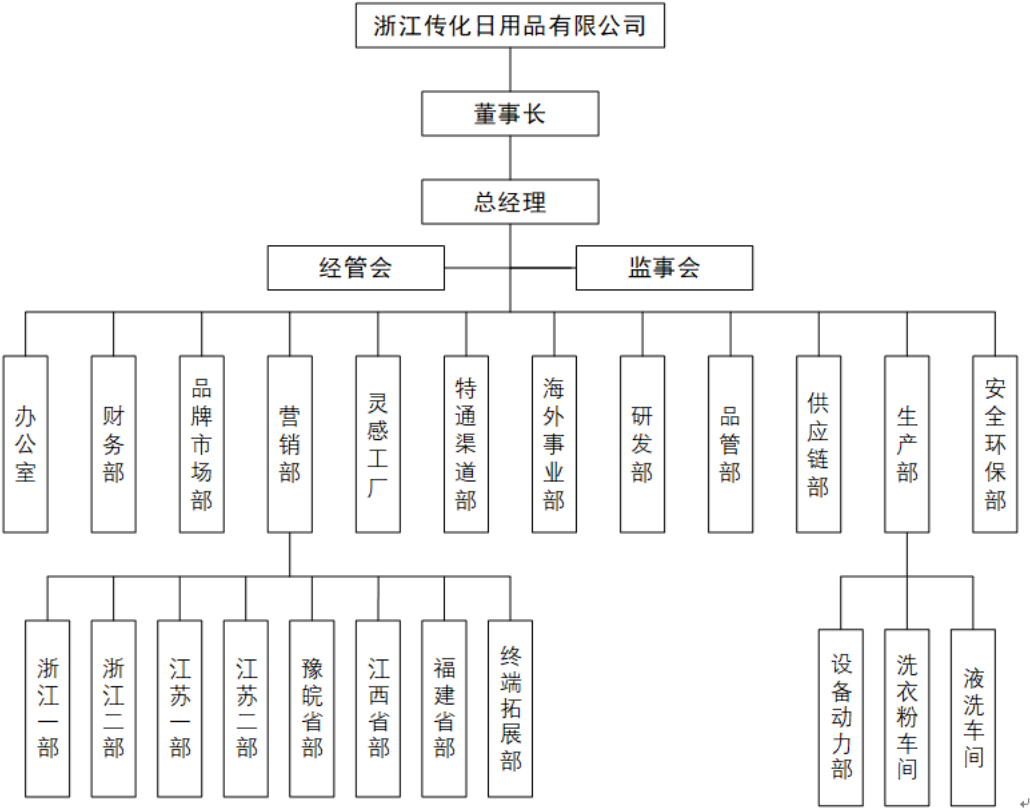 浙江传化日用品有限公司
董事长
总经理
经管会
监事会
办公室
财务部
品牌市场部
营销部
灵感工厂
特通渠道部
海外事业部
研发部
品管部
供应链部
生产部
安全环保部
浙江一部
浙江二部
江苏一部
江苏二部
豫皖省部
江西省部
福建省部
终端拓展部
设备动力部
洗衣粉车间
液洗车间